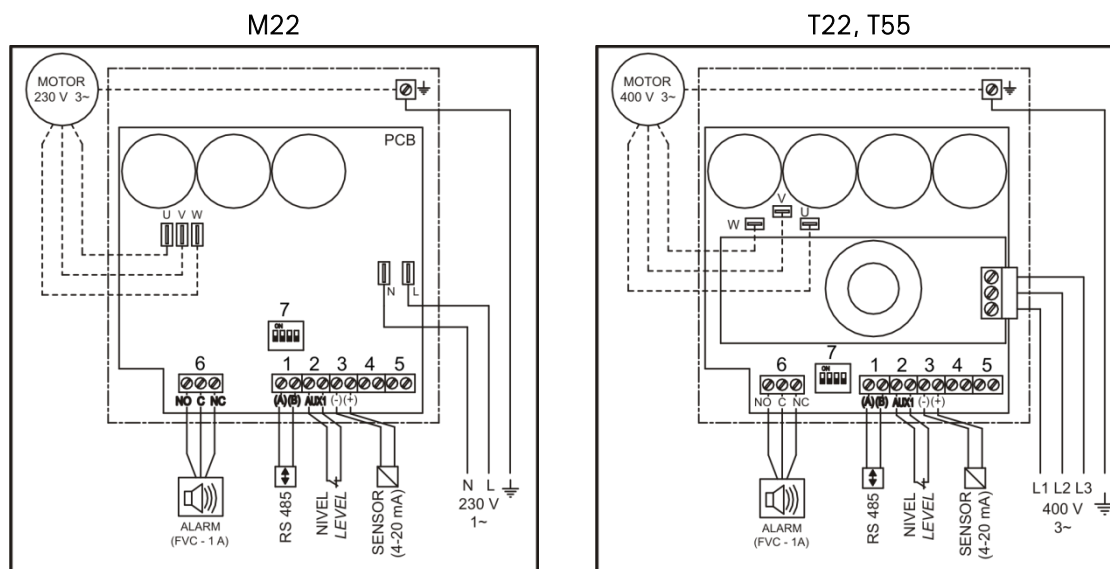 M22
MOTOR
230 V 3~
PCB
U V W
N L
7
ON
6 1 2 3 4 5
NO C NC (A) (B) AUX1 (-) (+)
ALARM
(FVC - 1 A)
RS 485
NIVEL
LEVEL
SENSOR
(4-20 mA)
N L
230 V
1~
T22, T55
MOTOR
400 V 3~
V
W U
7
ON
6 1 2 3 4 5
NO C NC (A) (B) AUX1 (-) (+)
ALARM
(FVC - 1A)
RS 485
NIVEL
LEVEL
SENSOR
(4-20 mA)
L1 L2 L3
400 V
3~